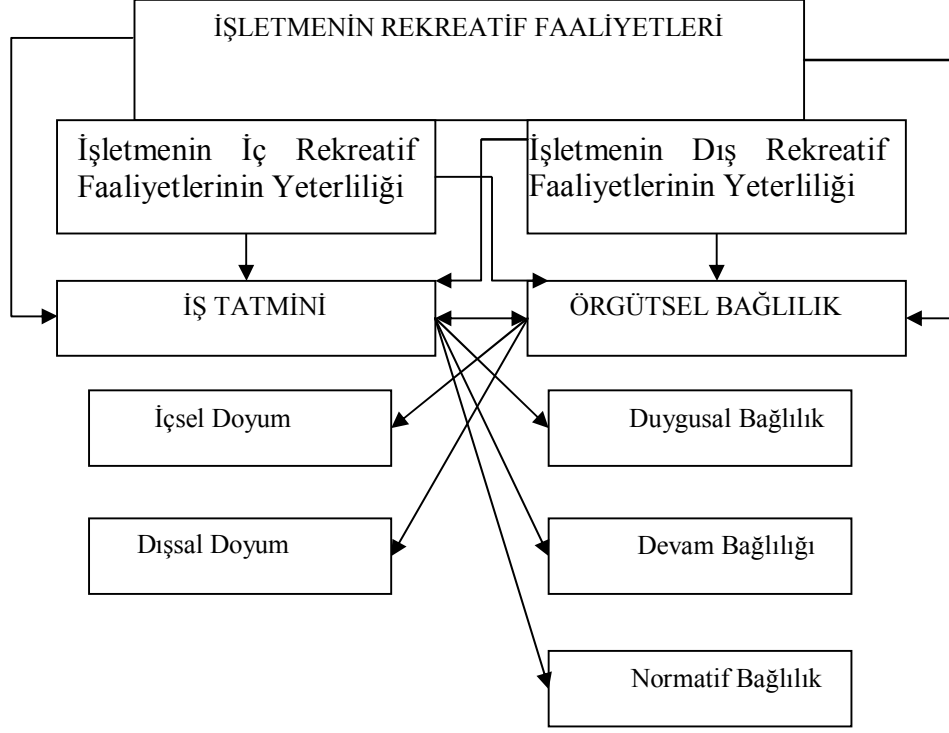 İŞLETMENİN REKREATİF FAALİYETLERİ
İşletmenin İç Rekreatif
Faaliyetlerinin Yeterliliği
İşletmenin Dış Rekreatif
Faaliyetlerinin Yeterliliği
İŞ TATMİNİ
ÖRGÜTSEL BAĞLILIK
İçsel Doyum
Duygusal Bağlılık
Dışsal Doyum
Devam Bağlılığı
Normatif Bağlılık